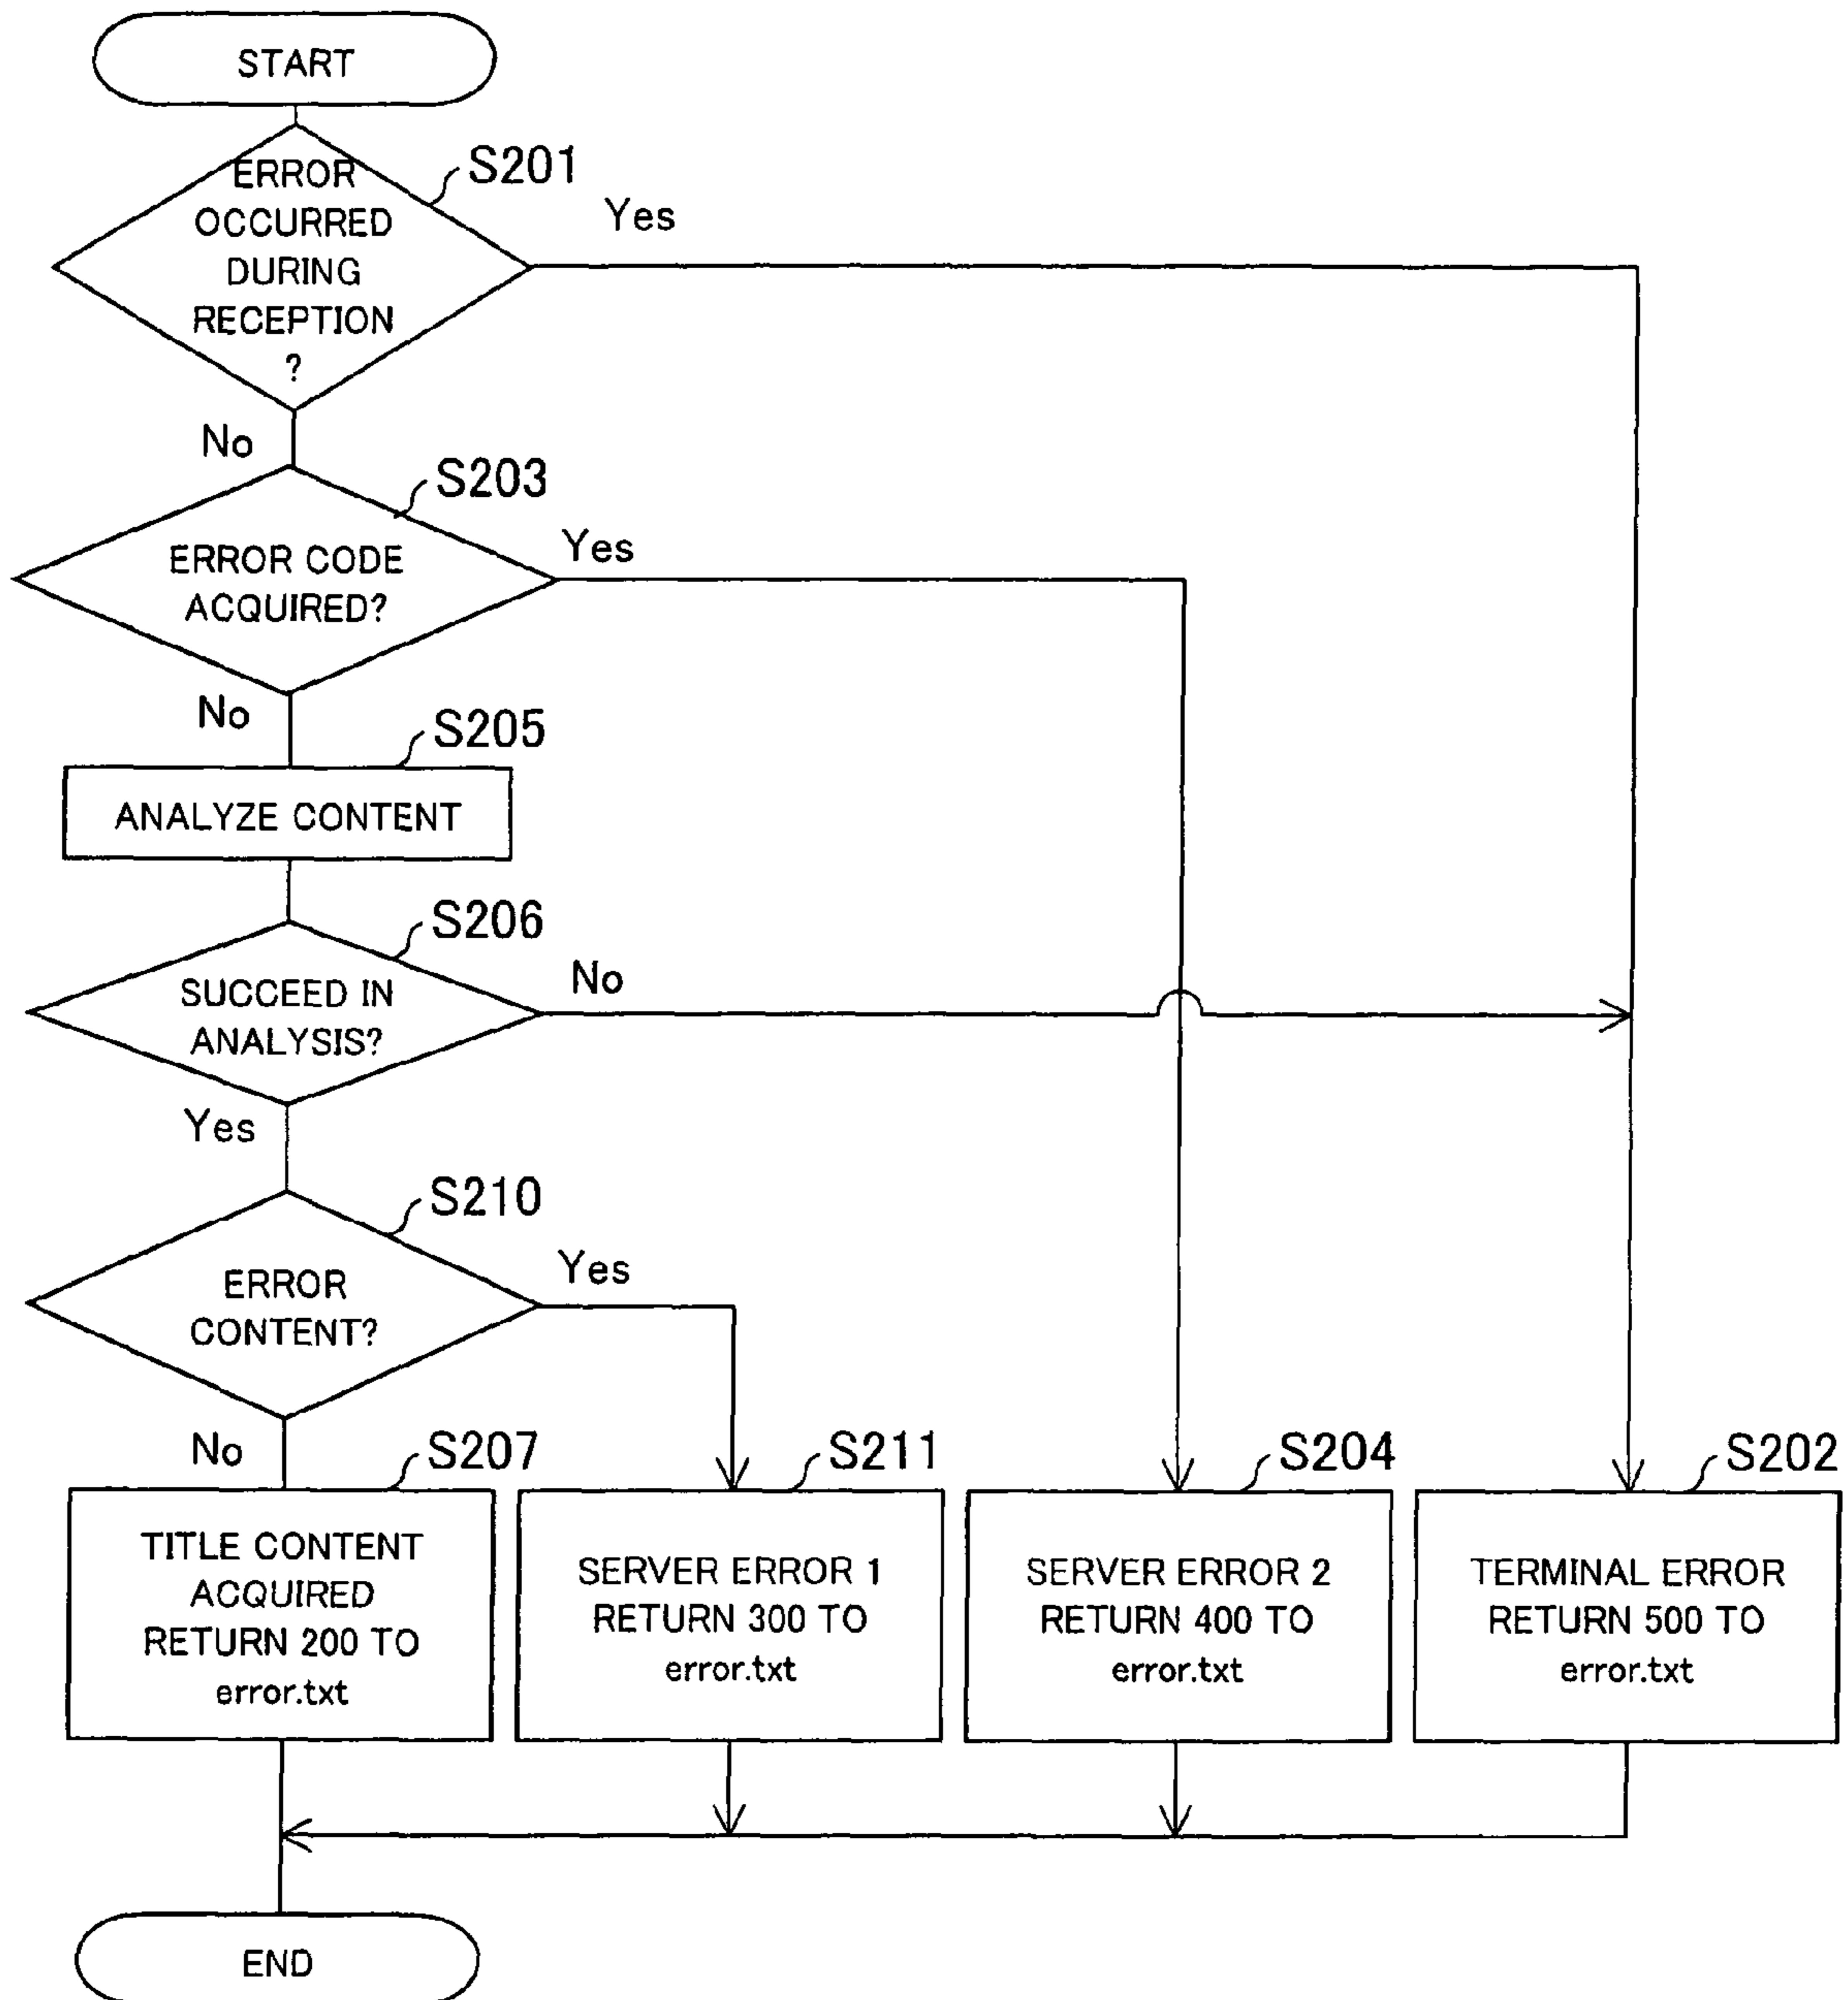 START
S201
ERROR
OCCURRED
DURING
RECEPTION
?
Yes
No
S203
ERROR CODE
ACQUIRED?
Yes
No
S205
ANALYZE CONTENT
S206
SUCCEED IN
ANALYSIS?
No
Yes
S210
ERROR
CONTENT?
Yes
No
S207
TITLE CONTENT
ACQUIRED
RETURN 200 TO
error.txt
S211
SERVER ERROR 1
RETURN 300 TO
error.txt
S204
SERVER ERROR 2
RETURN 400 TO
error.txt
S202
TERMINAL ERROR
RETURN 500 TO
error.txt
END